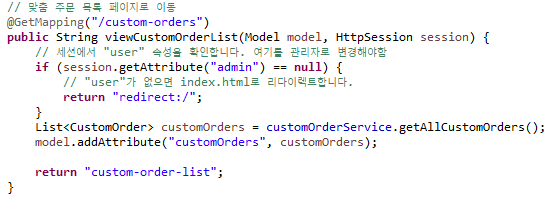 // 맞춤 주문 목록 페이지로 이동
@GetMapping("/custom-orders")
public String viewCustomOrderList(Model model, HttpSession session) {
// 세션에서 "user" 속성을 확인합니다. 여기를 관리자로 변경해야함
if (session.getAttribute("admin") == null) {
// "user"가 없으면 index.html로 리다이렉트합니다.
return "redirect:/";
}
List<CustomOrder> customOrders = customOrderService.getAllCustomOrders();
model.addAttribute("customOrders", customOrders);
return "custom-order-list";
}